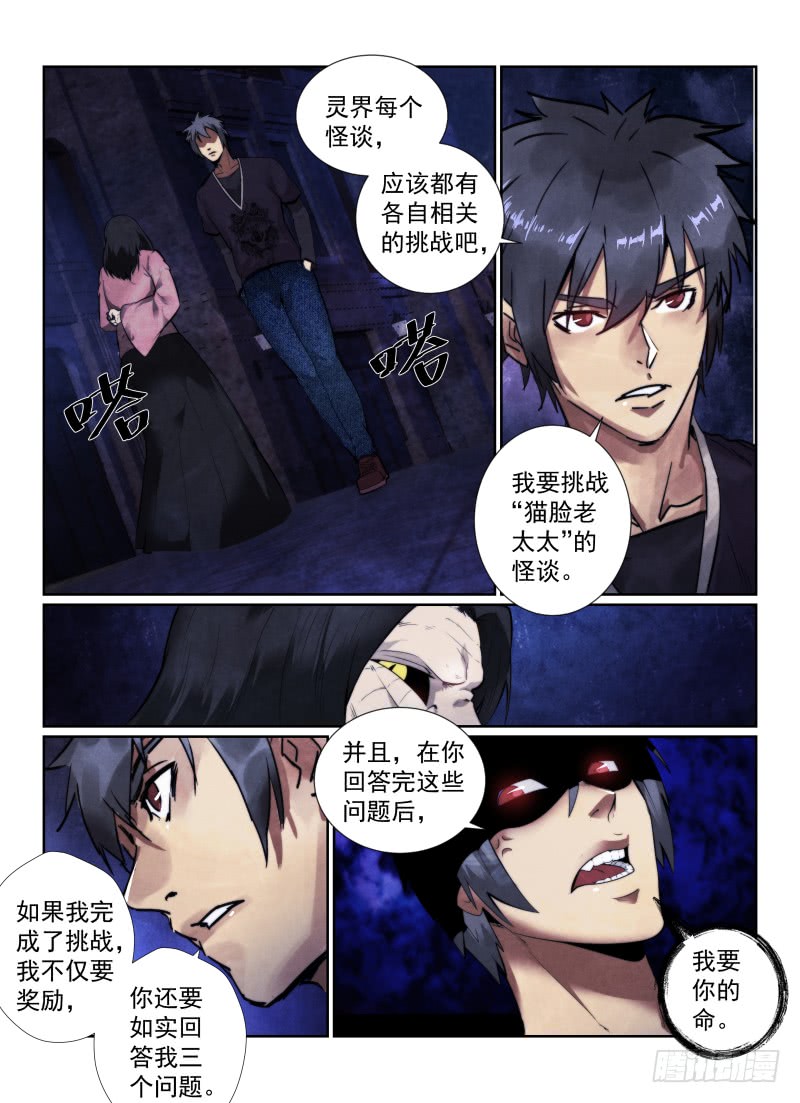 灵界每个
怪谈，
应该都有
各自相关
的挑战吧，
嗒
嗒
我要挑战
“猫脸老
太太”的
怪谈。
如果我完
成了挑战，
我不仅要
奖励，
你还要
如实回
答我三
个问题。
并且，在你
回答完这些
问题后，
我要
你的
命。
腾讯动漫